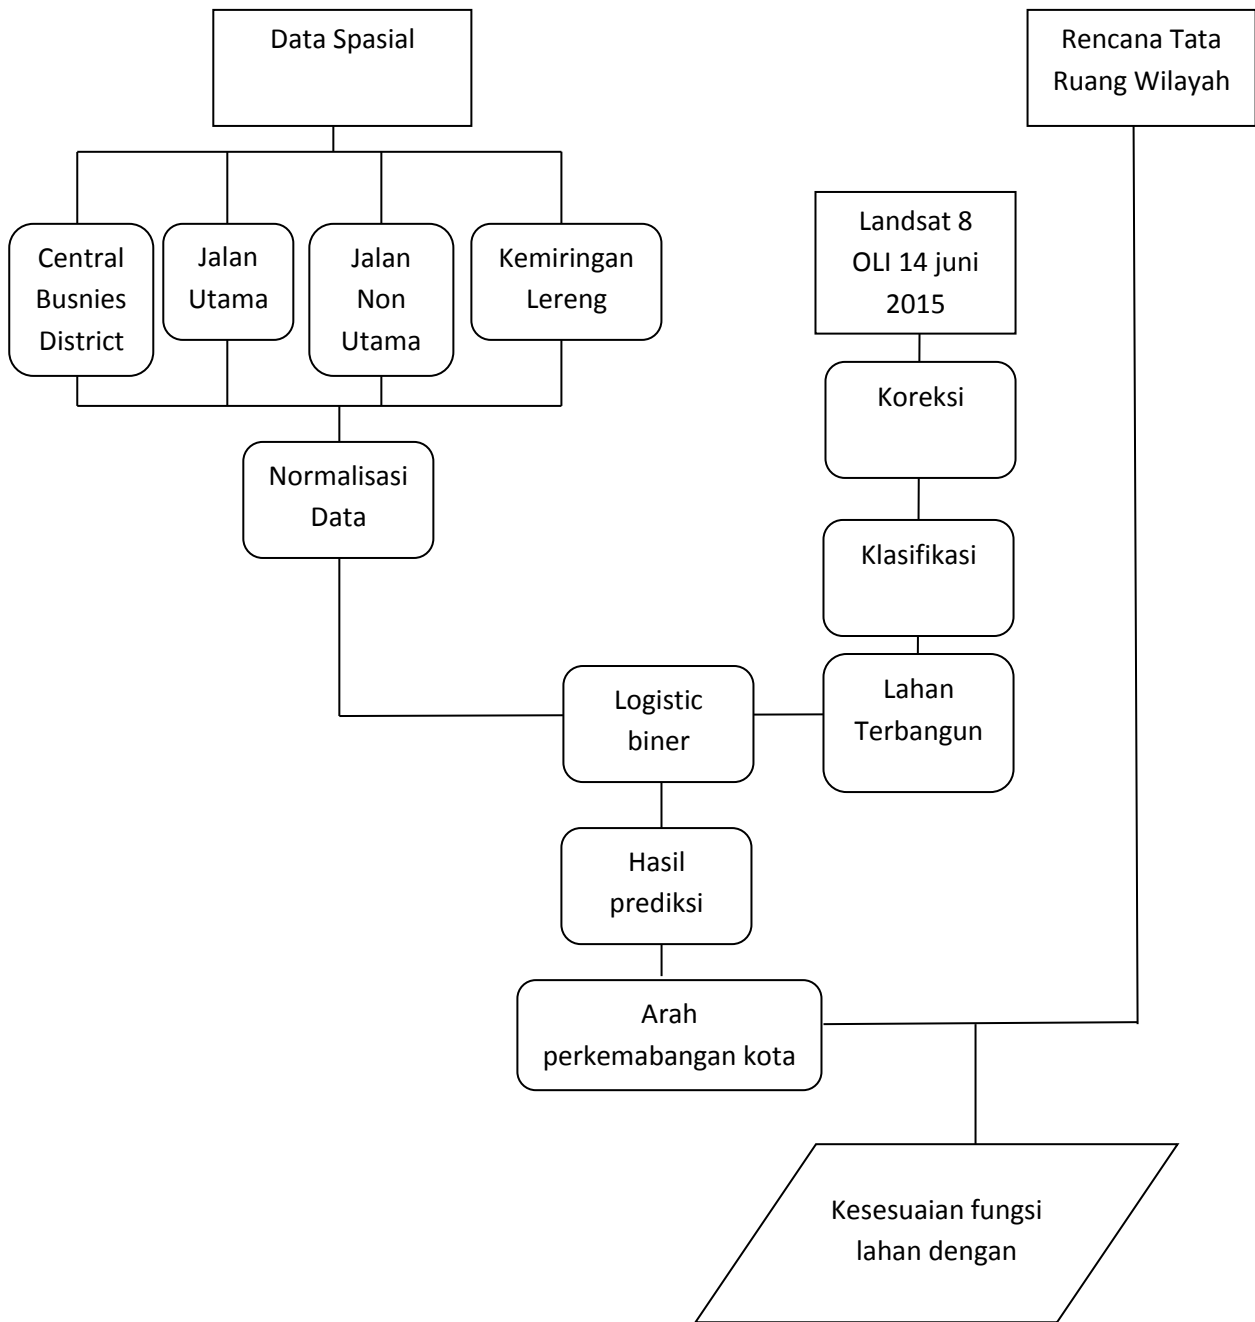 Data Spasial
Rencana Tata
Ruang Wilayah
Central
Busnies
District
Jalan
Utama
Jalan
Non
Utama
Kemiringan
Lereng
Landsat 8
OLI 14 juni
2015
Koreksi
Normalisasi
Data
Klasifikasi
Logistic
biner
Lahan
Terbangun
Hasil
prediksi
Arah
perkemabangan kota
Kesesuaian fungsi
lahan dengan